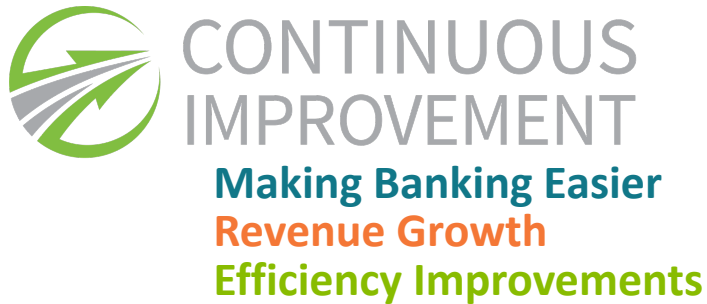 CONTINUOUS
IMPROVEMENT
Making Banking Easier
Revenue Growth
Efficiency Improvements